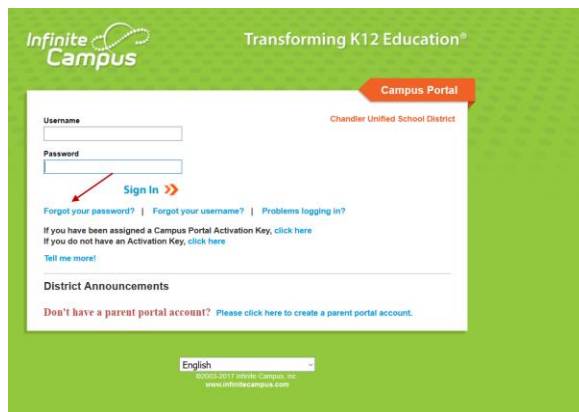 Infinite Campus
Transforming K12 Education®
Campus Portal
Username
Chandler Unified School District
Password
Sign In
Forgot your password? | Forgot your username? | Problems logging in?
If you have been assigned a Campus Portal Activation Key, click here
If you do not have an Activation Key, click here
Tell me more!
District Announcements
Don't have a parent portal account? Please click here to create a parent portal account.
English
©2003-2017 Infinite Campus, Inc.
www.infinitecampus.com